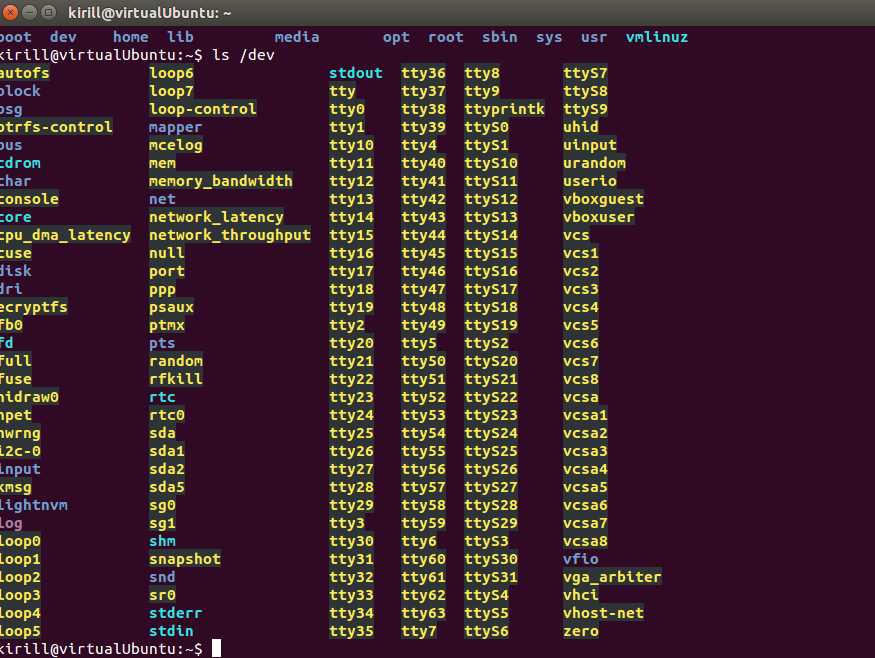 kirill@virtualUbuntu: ~
boot dev home lib media opt root sbin sys usr vmlinuz
kirill@virtualUbuntu:~$ ls /dev
autofs loop6 stdout tty36 tty8 ttyS7
block loop7 tty tty37 tty9 ttyS8
bsg loop-control tty0 tty38 ttyprintk ttyS9
btrfs-control mapper tty1 tty39 ttyS0 uhid
bus mcelog tty10 tty4 ttyS1 uinput
cdrom mem tty11 tty40 ttyS10 urandom
char memory_bandwidth tty12 tty41 ttyS11 userio
console net tty13 tty42 ttyS12 vboxguest
core network_latency tty14 tty43 ttyS13 vboxuser
cpu_dma_latency network_throughput tty15 tty44 ttyS14 vcs
cuse null tty16 tty45 ttyS15 vcs1
disk port tty17 tty46 ttyS16 vcs2
dri ppp tty18 tty47 ttyS17 vcs3
ecryptfs psaux tty19 tty48 ttyS18 vcs4
fb0 ptmx tty2 tty49 ttyS19 vcs5
fd pts tty20 tty5 ttyS2 vcs6
full random tty21 tty50 ttyS20 vcs7
fuse rfkill tty22 tty51 ttyS21 vcs8
hidraw0 rtc tty23 tty52 ttyS22 vcsa
hpet rtc0 tty24 tty53 ttyS23 vcsa1
hwrng sda tty25 tty54 ttyS24 vcsa2
i2c-0 sda1 tty26 tty55 ttyS25 vcsa3
input sda2 tty27 tty56 ttyS26 vcsa4
kmsg sda5 tty28 tty57 ttyS27 vcsa5
lightnvm sg0 tty29 tty58 ttyS28 vcsa6
log sg1 tty3 tty59 ttyS29 vcsa7
loop0 shm tty30 tty6 ttyS3 vcsa8
loop1 snapshot tty31 tty60 ttyS30 vfio
loop2 snd tty32 tty61 ttyS31 vga_arbiter
loop3 sr0 tty33 tty62 ttyS4 vhci
loop4 stderr tty34 tty63 ttyS5 vhost-net
loop5 stdin tty35 tty7 ttyS6 zero
kirill@virtualUbuntu:~$